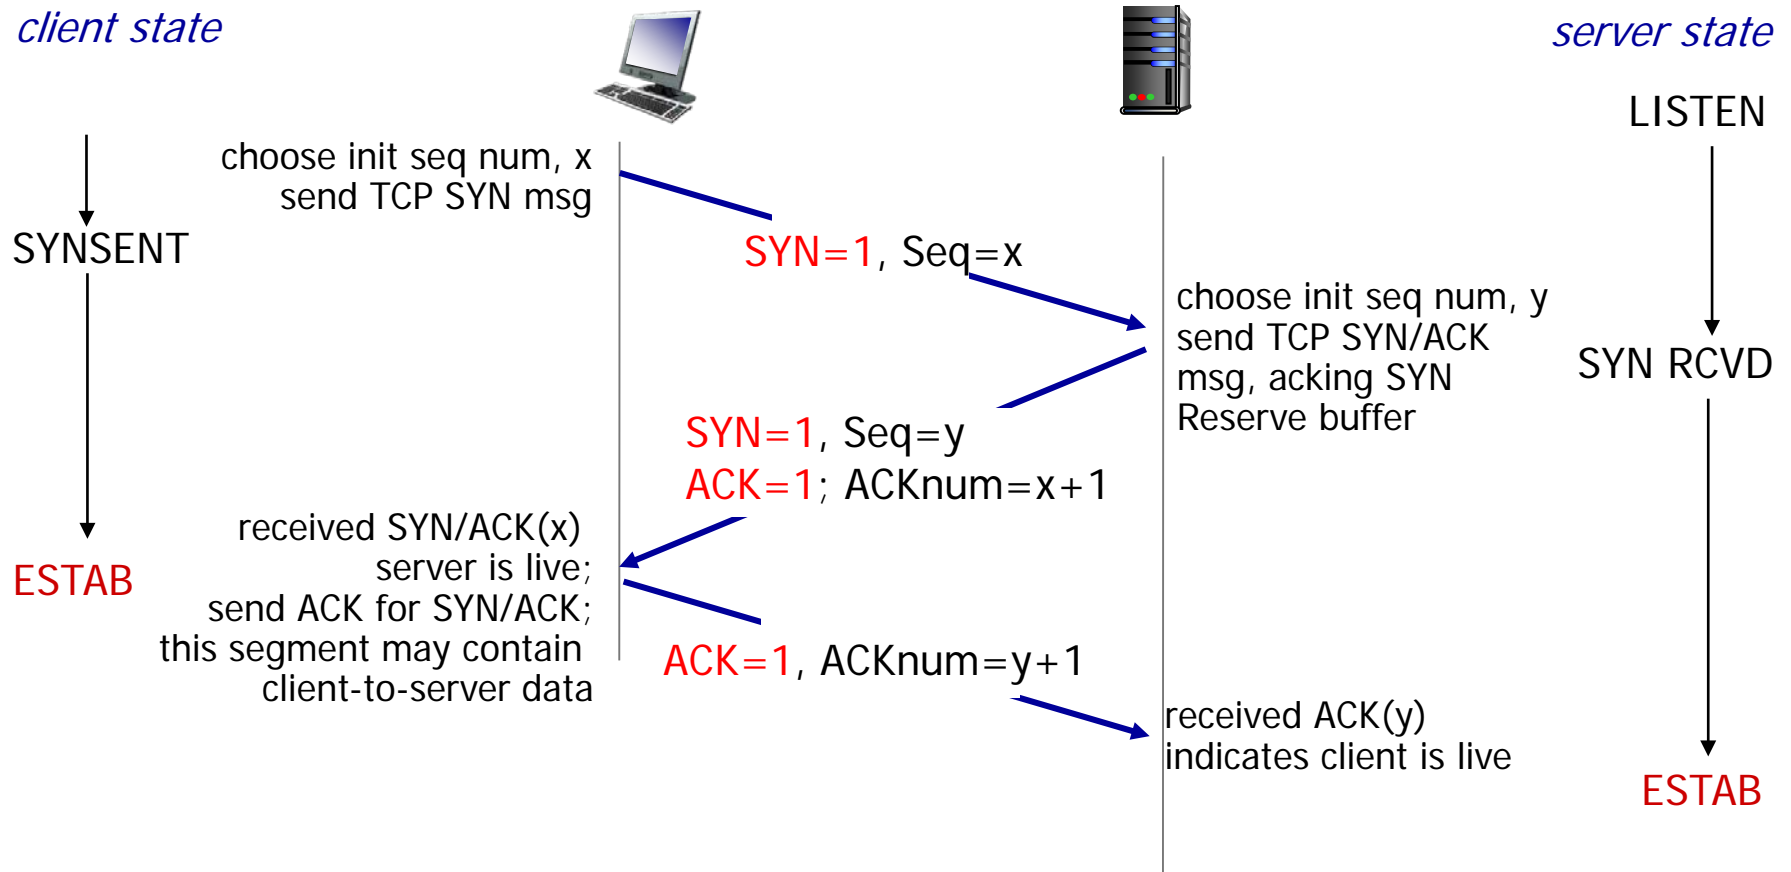 client state
server state
LISTEN
choose init seq num, x
send TCP SYN msg
SYNSENT
SYN=1, Seq=x
choose init seq num, y
send TCP SYN/ACK
msg, acking SYN
Reserve buffer
SYN RCVD
SYN=1, Seq=y
ACK=1; ACKnum=x+1
received SYN/ACK(x)
server is live;
send ACK for SYN/ACK;
this segment may contain
client-to-server data
ESTAB
ACK=1, ACKnum=y+1
received ACK(y)
indicates client is live
ESTAB